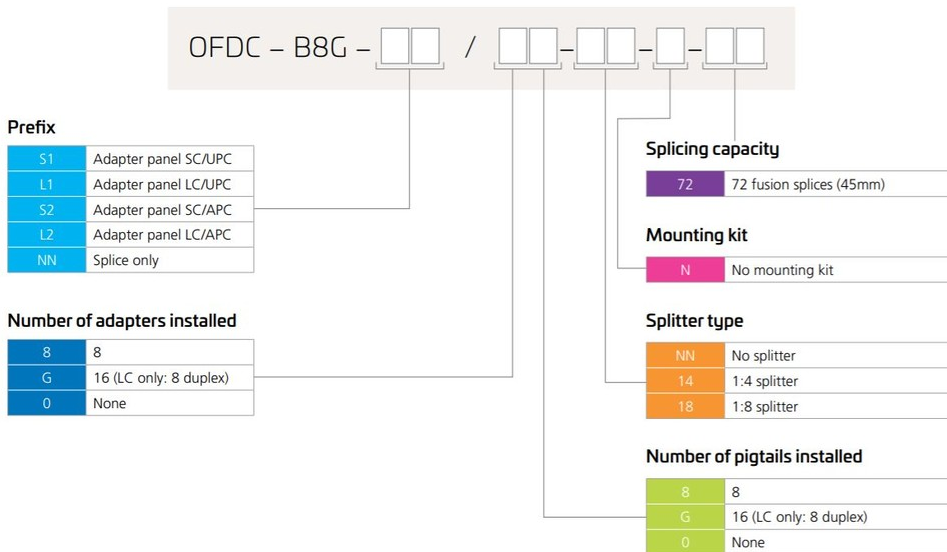 OFDC – B8G – / – – –
Prefix
S1 Adapter panel SC/UPC
L1 Adapter panel LC/UPC
S2 Adapter panel SC/APC
L2 Adapter panel LC/APC
NN Splice only
Number of adapters installed
8 8
G 16 (LC only: 8 duplex)
0 None
Splicing capacity
72 72 fusion splices (45mm)
Mounting kit
N No mounting kit
Splitter type
NN No splitter
14 1:4 splitter
18 1:8 splitter
Number of pigtails installed
8 8
G 16 (LC only: 8 duplex)
0 None